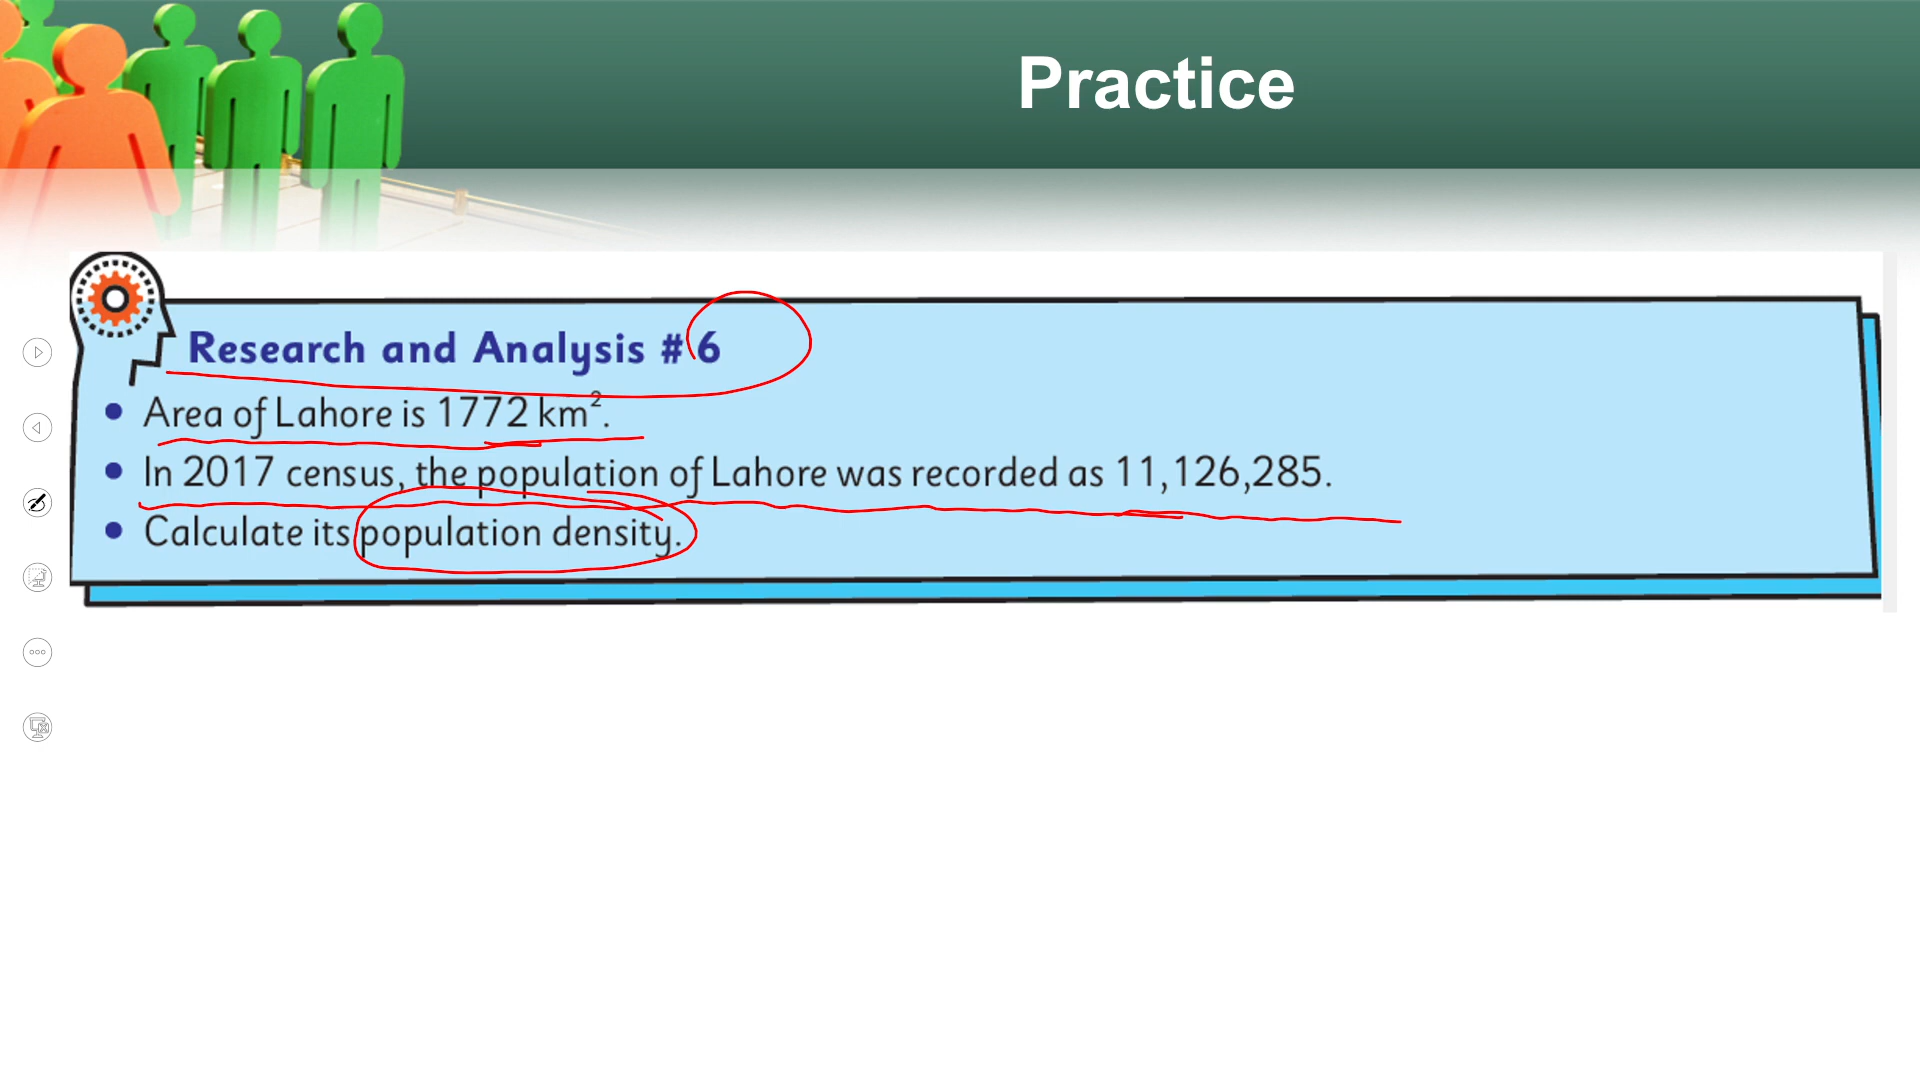 Practice
Research and Analysis # 6
• Area of Lahore is 1772 km².
• In 2017 census, the population of Lahore was recorded as 11,126,285.
• Calculate its population density.